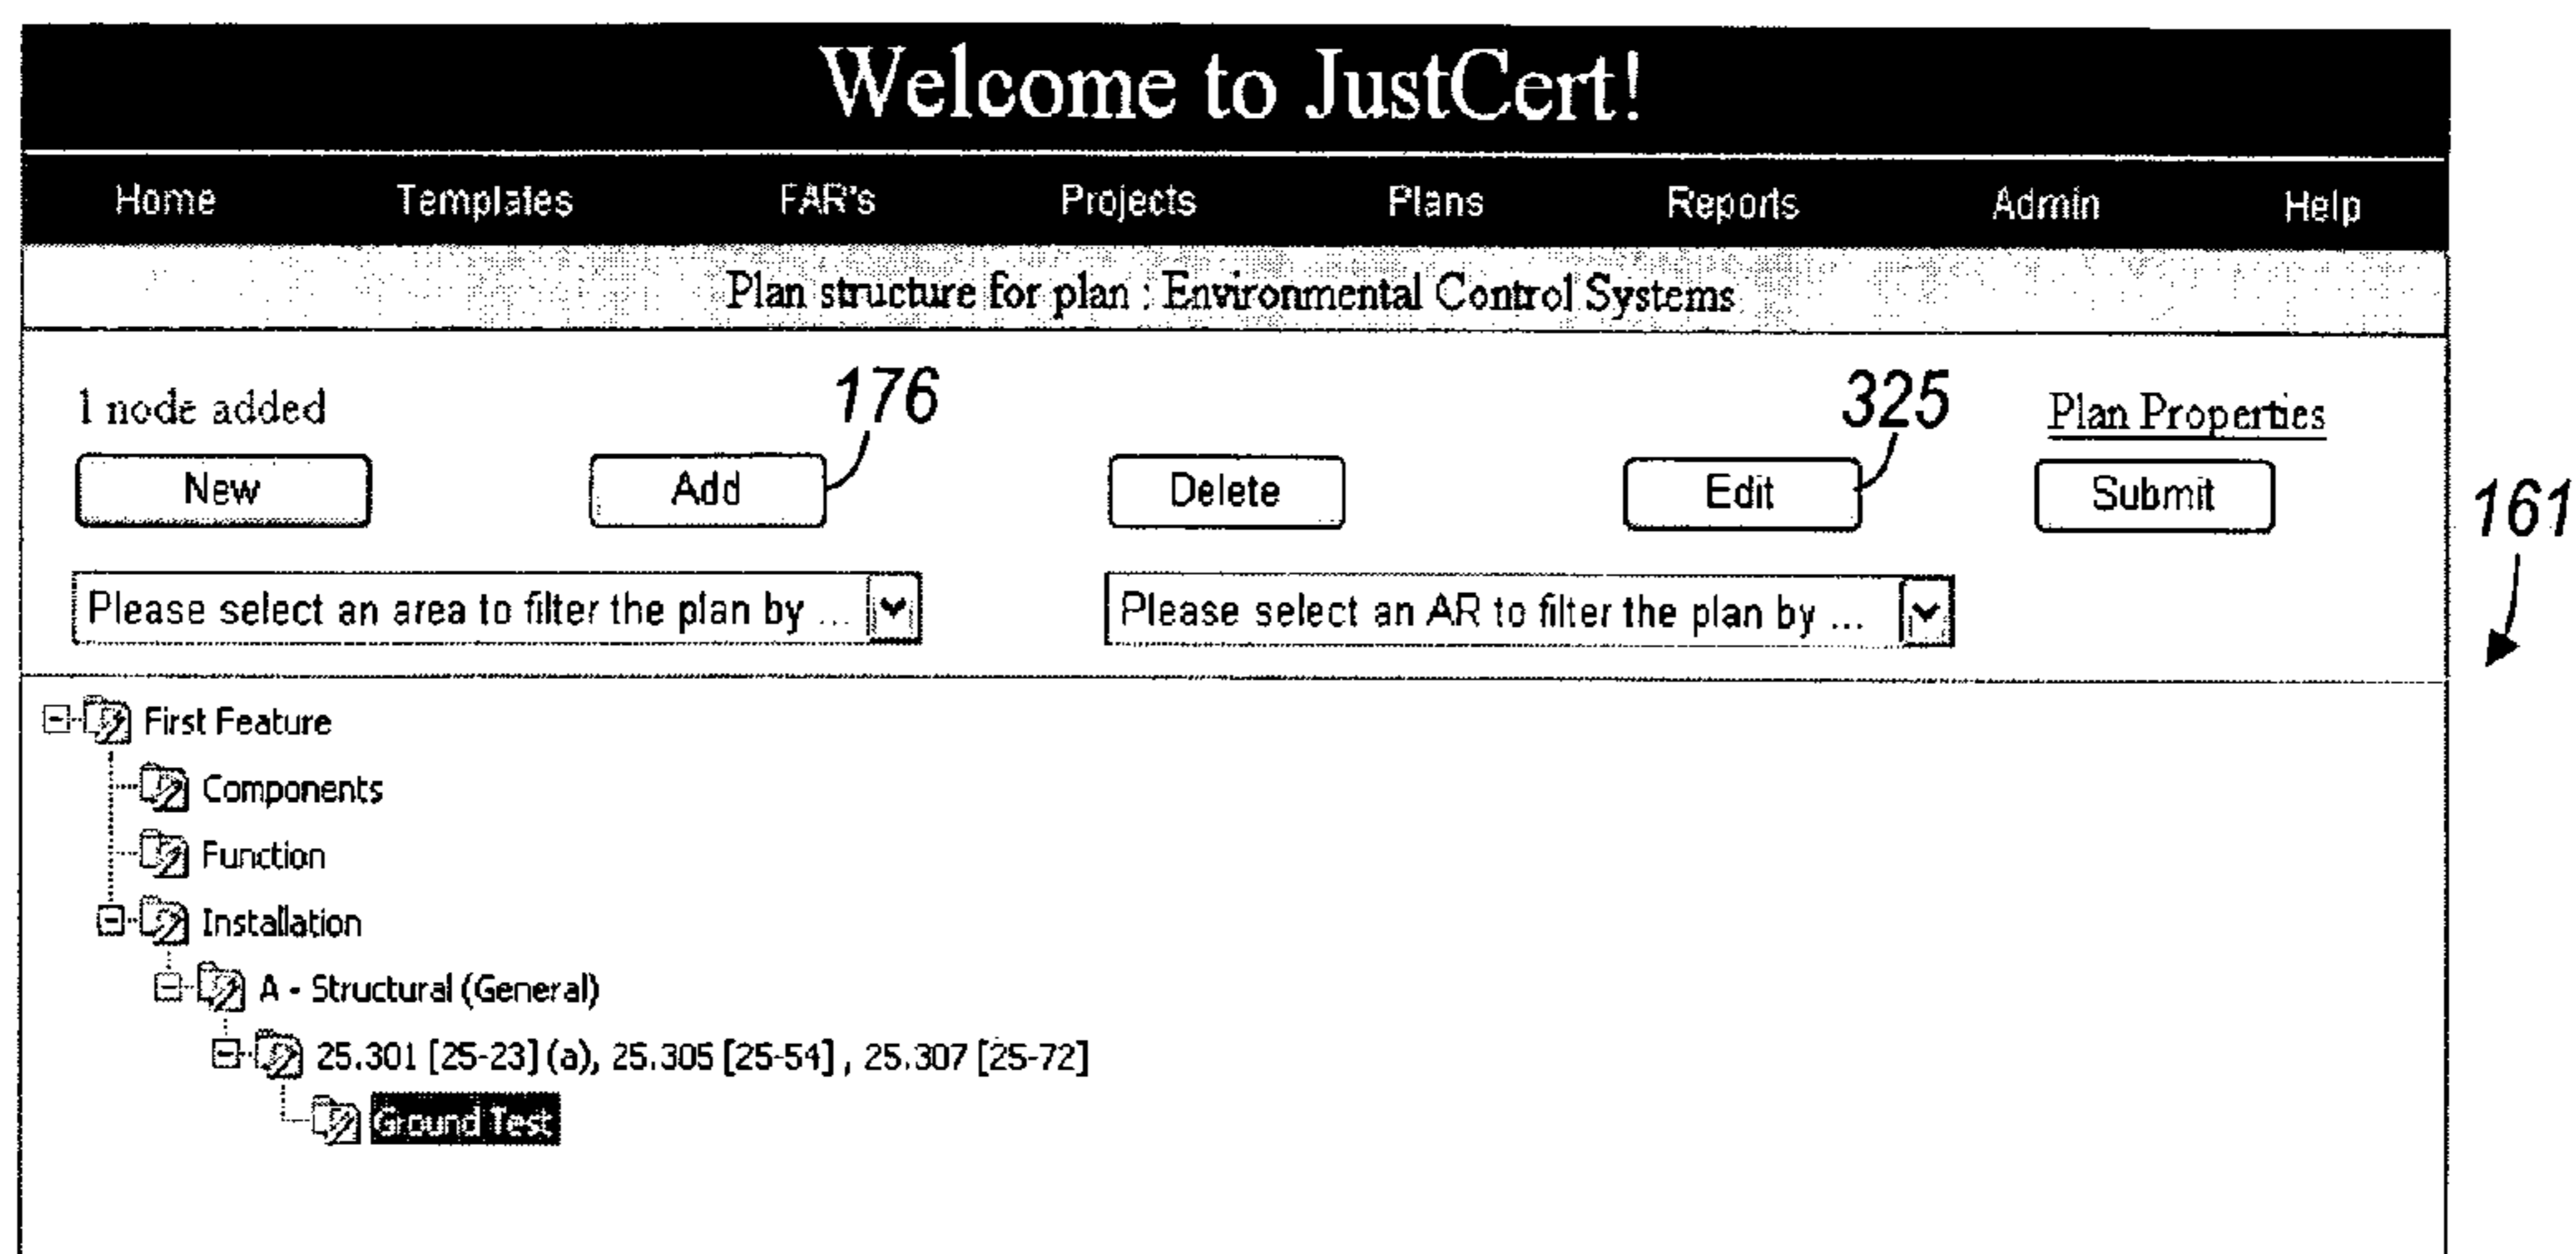 Welcome to JustCert!
Home Templates FAR's Projects Plans Reports Admin Help
Plan structure for plan : Environmental Control Systems
1 node added 176 325 Plan Properties
New Add Delete Edit Submit 161
Please select an area to filter the plan by ... Please select an AR to filter the plan by ...
First Feature
Components
Function
Installation
A - Structural (General)
25.301 [25-23] (a), 25.305 [25-54] , 25.307 [25-72]
Ground Test